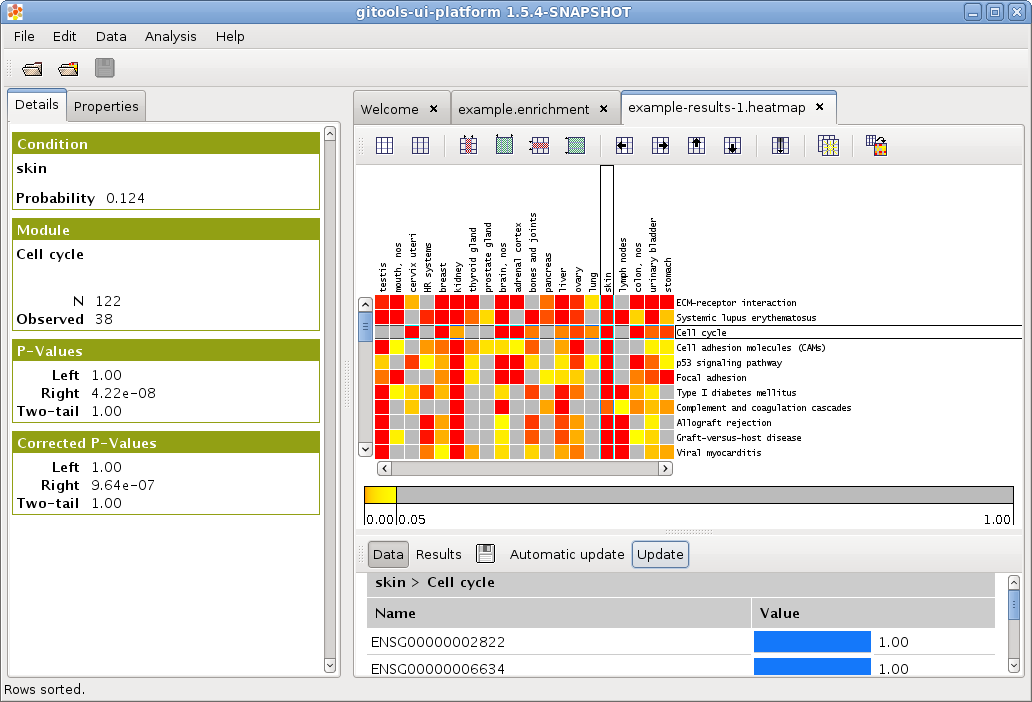 gitools-ui-platform 1.5.4-SNAPSHOT
File Edit Data Analysis Help
Details Properties
Condition
skin
Probability 0.124
Module
Cell cycle
N 122
Observed 38
P-Values
Left 1.00
Right 4.22e-08
Two-tail 1.00
Corrected P-Values
Left 1.00
Right 9.64e-07
Two-tail 1.00
Welcome × example.enrichment × example-results-1.heatmap ×
testis
mouth, nos
cervix uteri
HR systems
breast
kidney
thyroid gland
prostate gland
brain, nos
adrenal cortex
bones and joints
pancreas
liver
ovary
lung
skin
lymph nodes
colon, nos
urinary bladder
stomach
ECM-receptor interaction
Systemic lupus erythematosus
Cell cycle
Cell adhesion molecules (CAMs)
p53 signaling pathway
Focal adhesion
Type I diabetes mellitus
Complement and coagulation cascades
Allograft rejection
Graft-versus-host disease
Viral myocarditis
0.00 0.05 1.00
Data Results Automatic update Update
skin > Cell cycle
Name Value
ENSG00000002822 1.00
ENSG00000006634 1.00
Rows sorted.